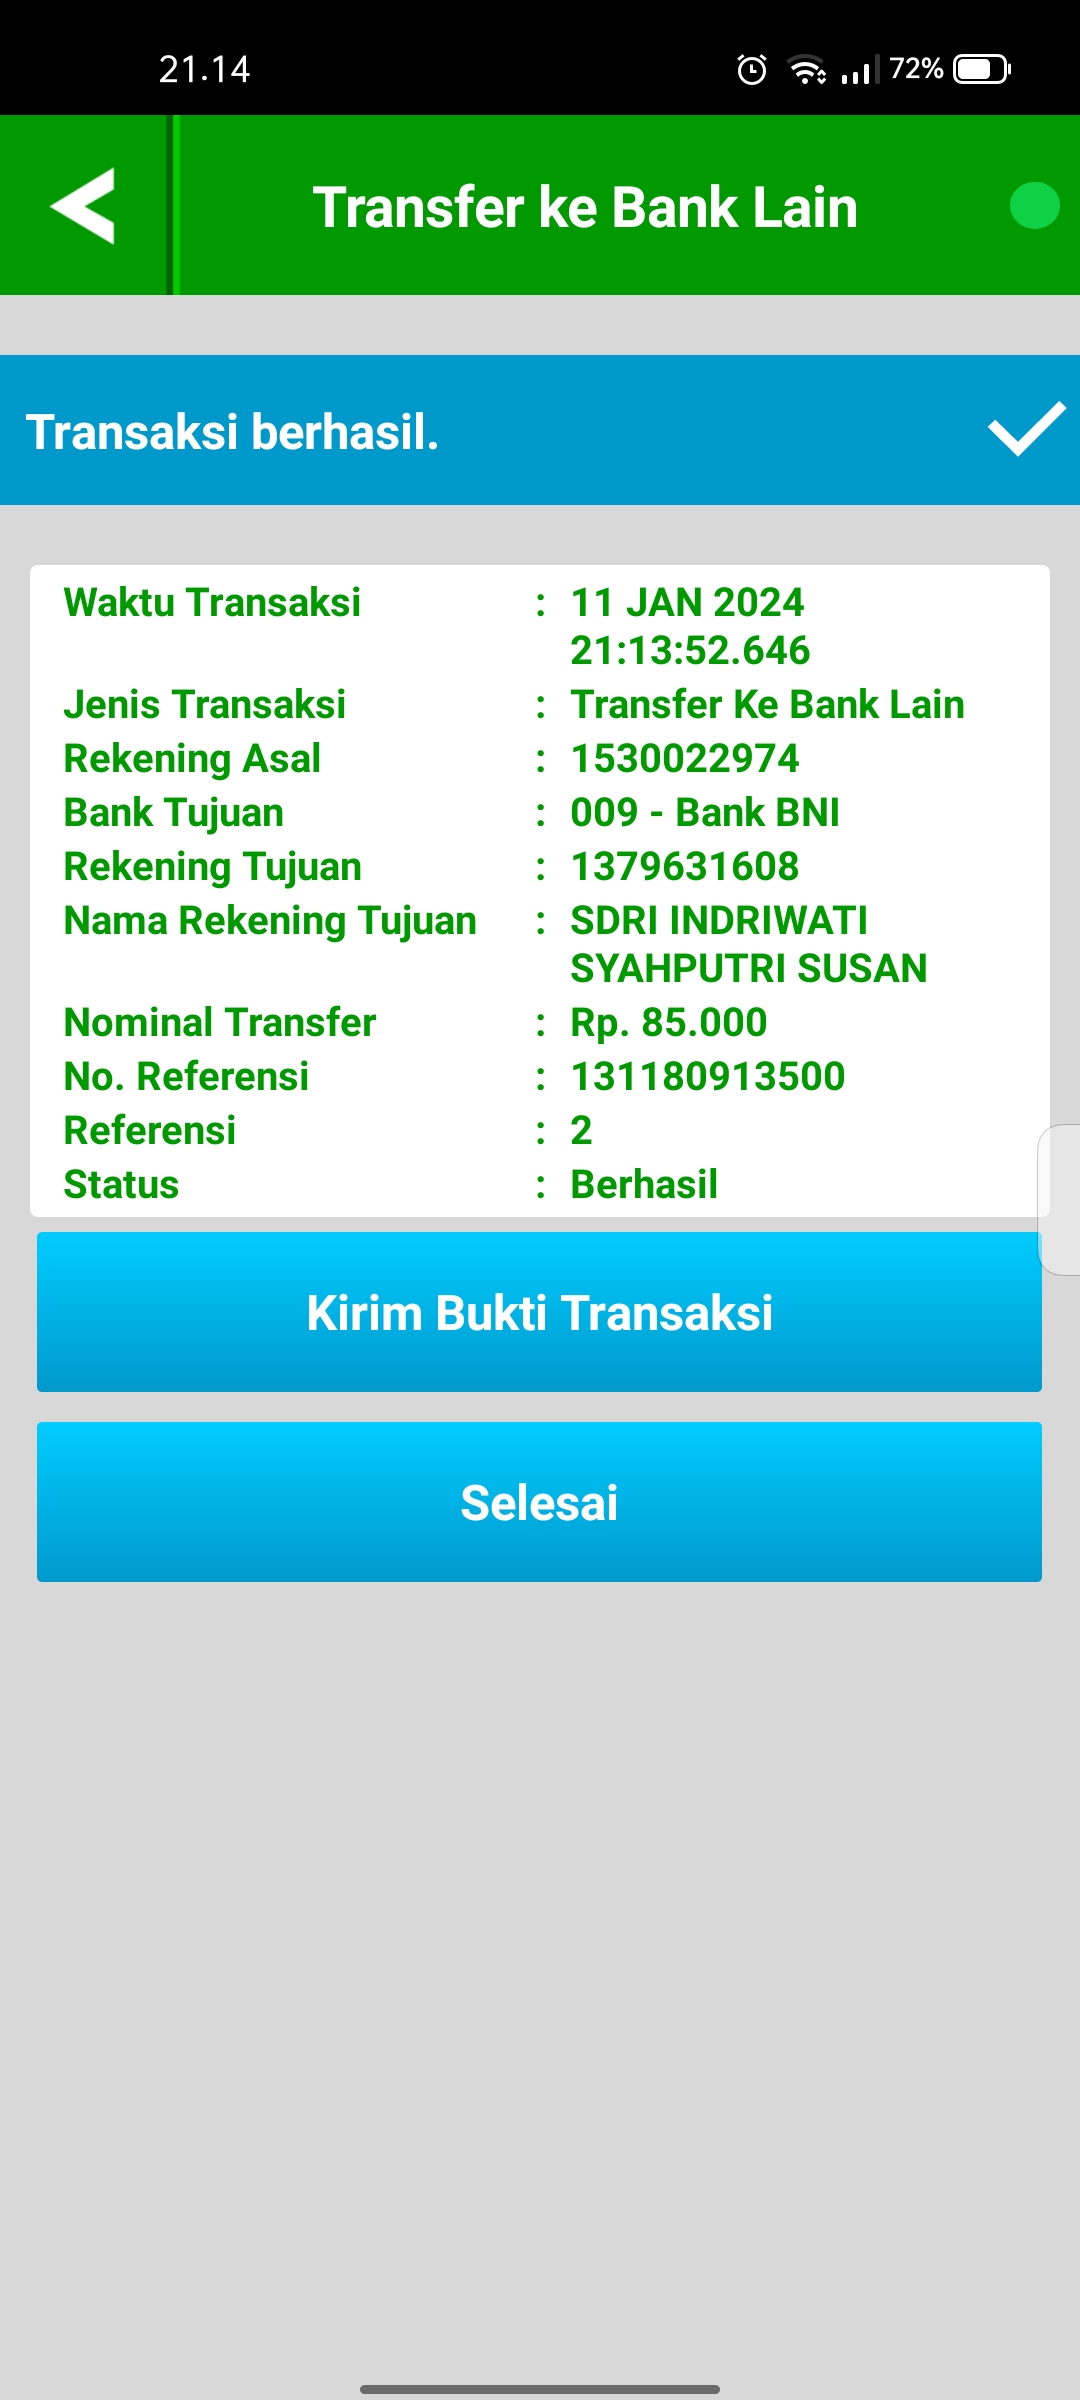 21.14
72%
Transfer ke Bank Lain
Transaksi berhasil.
Waktu Transaksi : 11 JAN 2024
21:13:52.646
Jenis Transaksi : Transfer Ke Bank Lain
Rekening Asal : 1530022974
Bank Tujuan : 009 - Bank BNI
Rekening Tujuan : 1379631608
Nama Rekening Tujuan : SDRI INDRIWATI
SYAHPUTRI SUSAN
Nominal Transfer : Rp. 85.000
No. Referensi : 131180913500
Referensi : 2
Status : Berhasil
Kirim Bukti Transaksi
Selesai